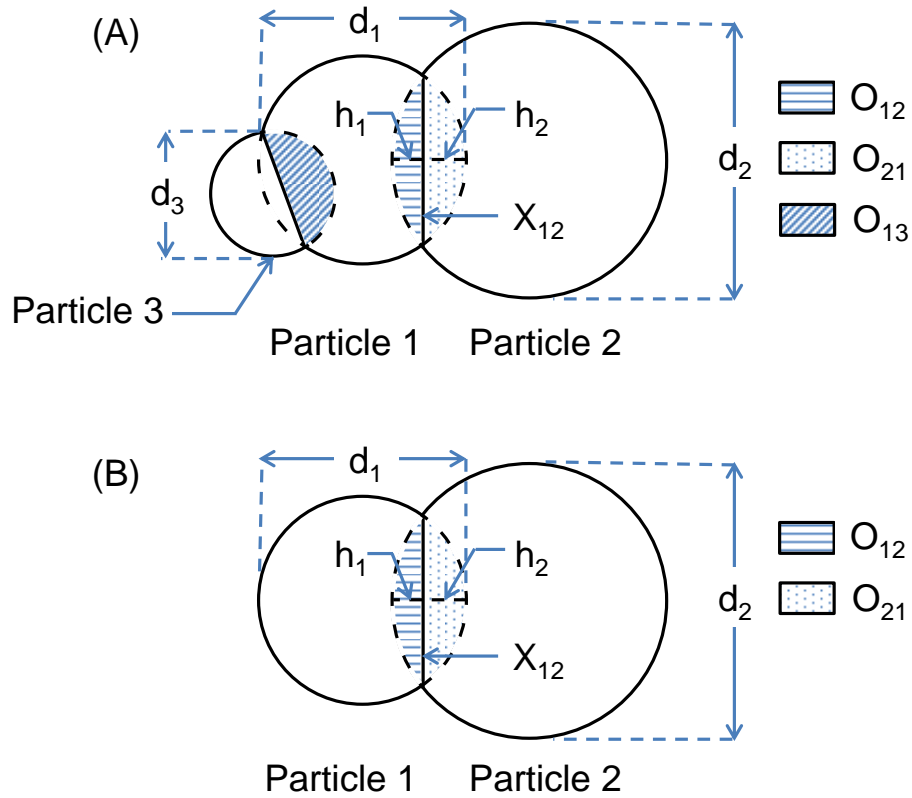 (A)
d₁
h₁
h₂
d₂
d₃
X₁₂
O₁₂
O₂₁
O₁₃
Particle 3
Particle 1
Particle 2
(B)
d₁
h₁
h₂
d₂
X₁₂
O₁₂
O₂₁
Particle 1
Particle 2